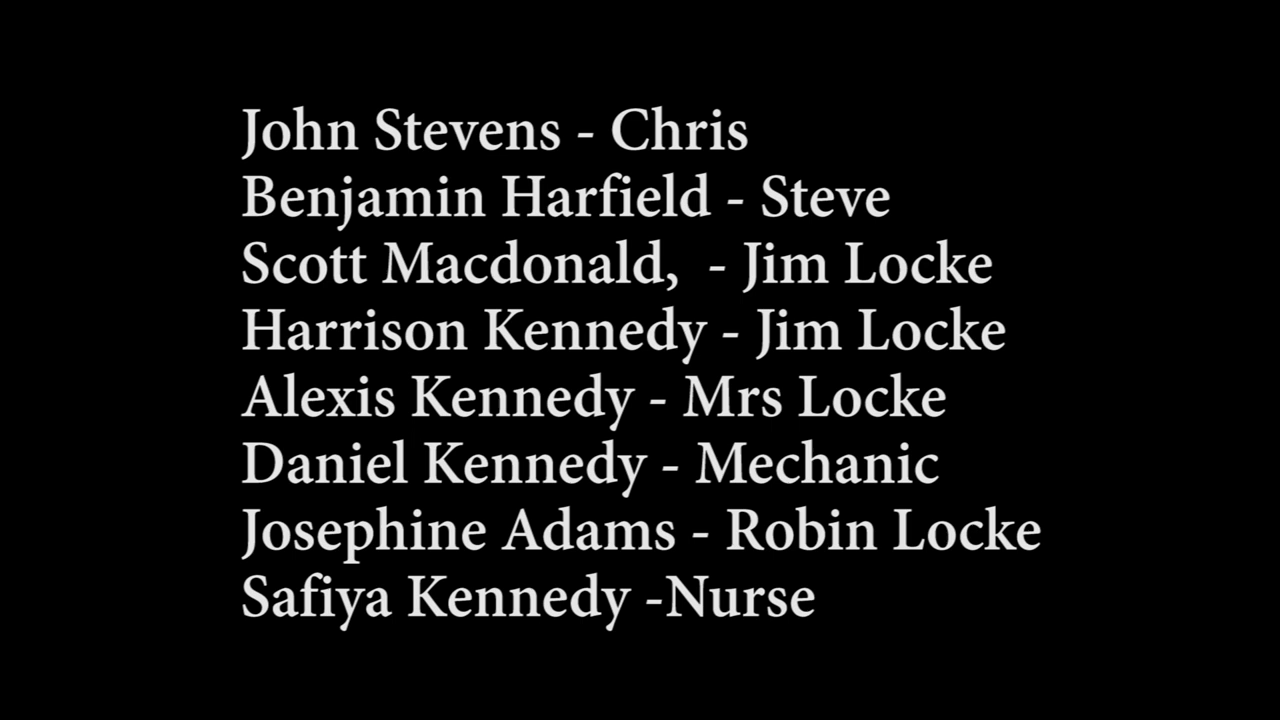 John Stevens - Chris
Benjamin Harfield - Steve
Scott Macdonald,  - Jim Locke
Harrison Kennedy - Jim Locke
Alexis Kennedy - Mrs Locke
Daniel Kennedy - Mechanic
Josephine Adams - Robin Locke
Safiya Kennedy -Nurse